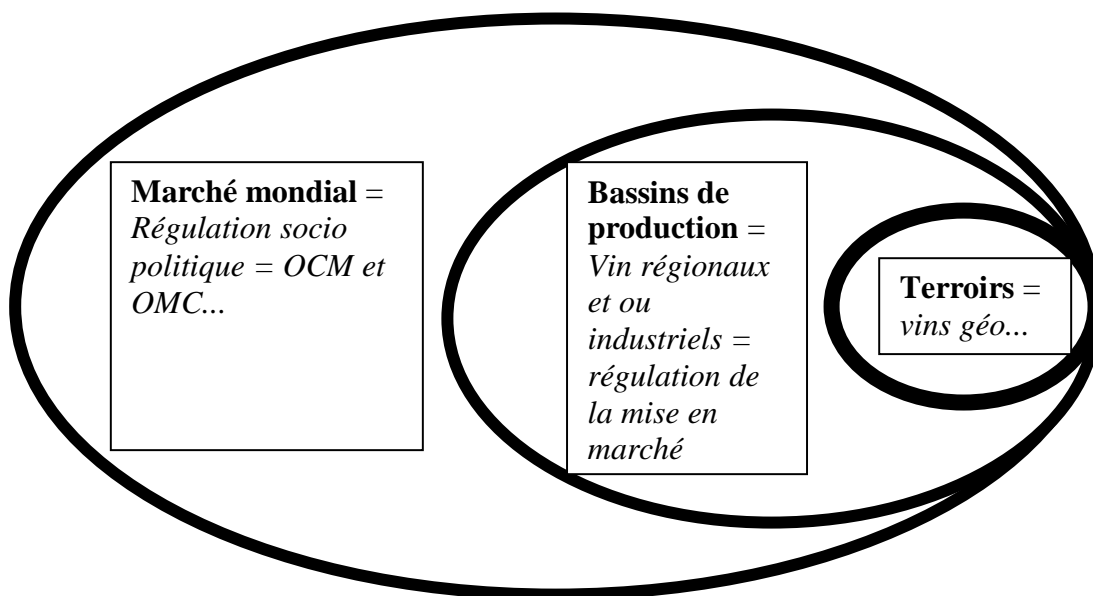 Marché mondial =
Régulation socio
politique = OCM et
OMC...
Bassins de
production =
Vin régionaux
et ou
industriels =
régulation de
la mise en
marché
Terroirs =
vins géo...